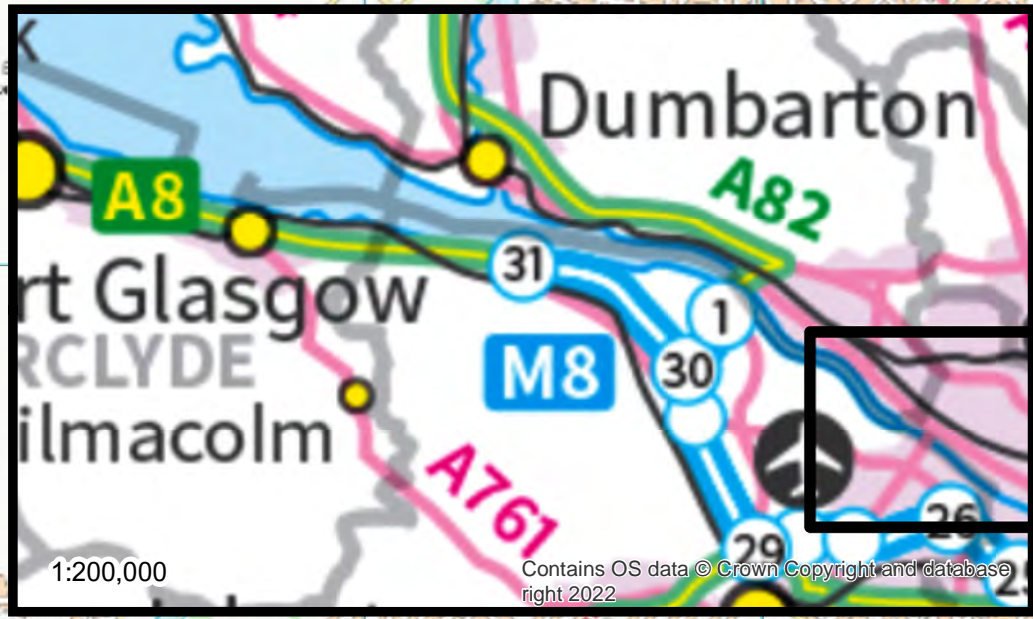 Dumbarton
A82
A8
31
rt Glasgow
1
RCLYDE
M8
30
ilmacolm
A761
26
29
1:200,000
Contains OS data © Crown Copyright and database
right 2022